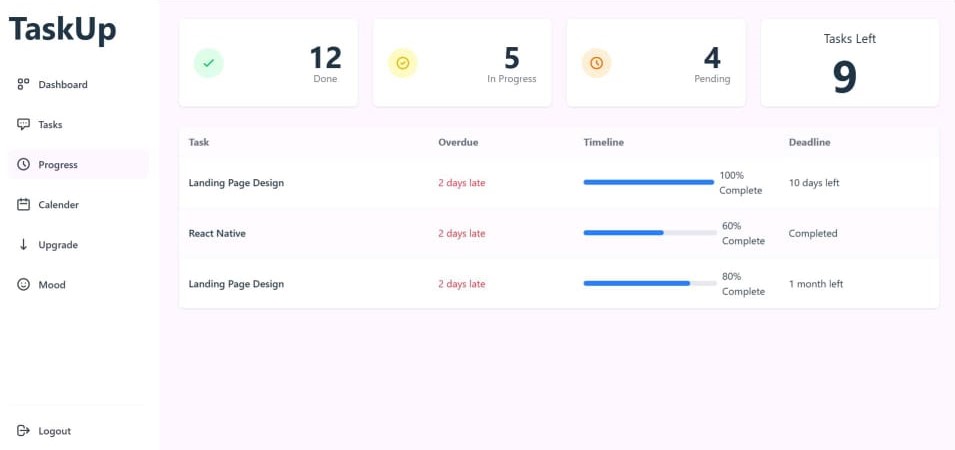 TaskUp
Dashboard
Tasks
Progress
Calender
Upgrade
Mood
Logout
12
Done
5
In Progress
4
Pending
Tasks Left
9
Task Overdue Timeline Deadline
Landing Page Design 2 days late 100% Complete 10 days left
React Native 2 days late 60% Complete Completed
Landing Page Design 2 days late 80% Complete 1 month left